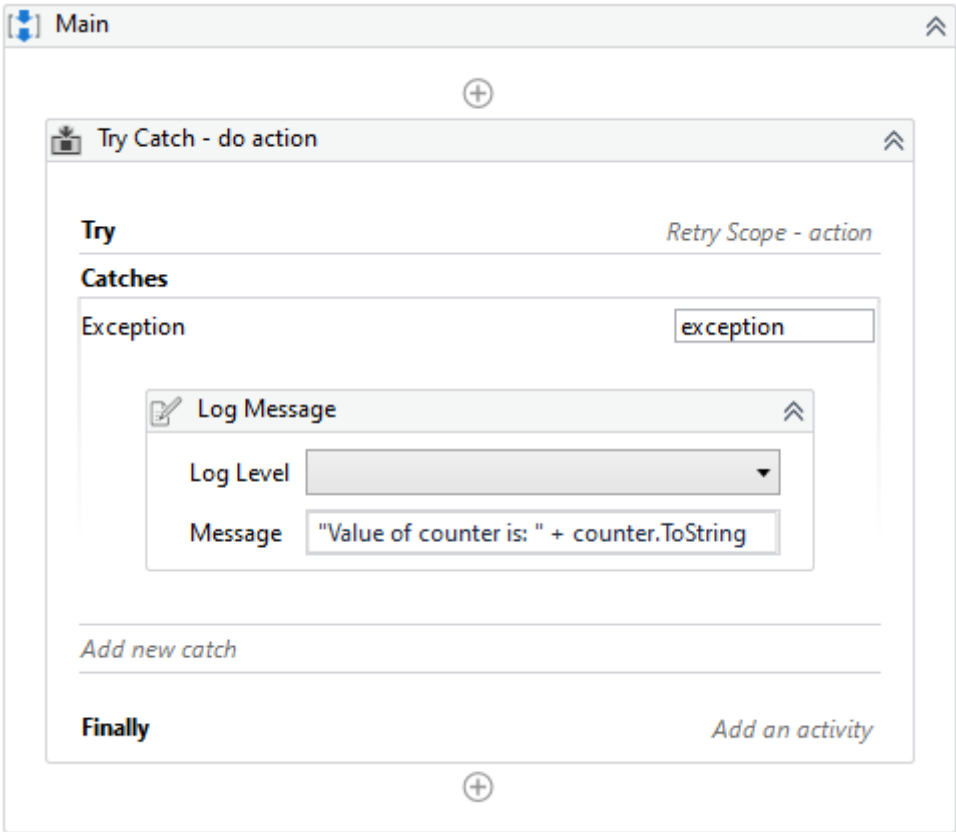 Main
Try Catch - do action
Try Retry Scope - action
Catches
Exception exception
Log Message
Log Level
Message "Value of counter is: " + counter.ToString
Add new catch
Finally Add an activity